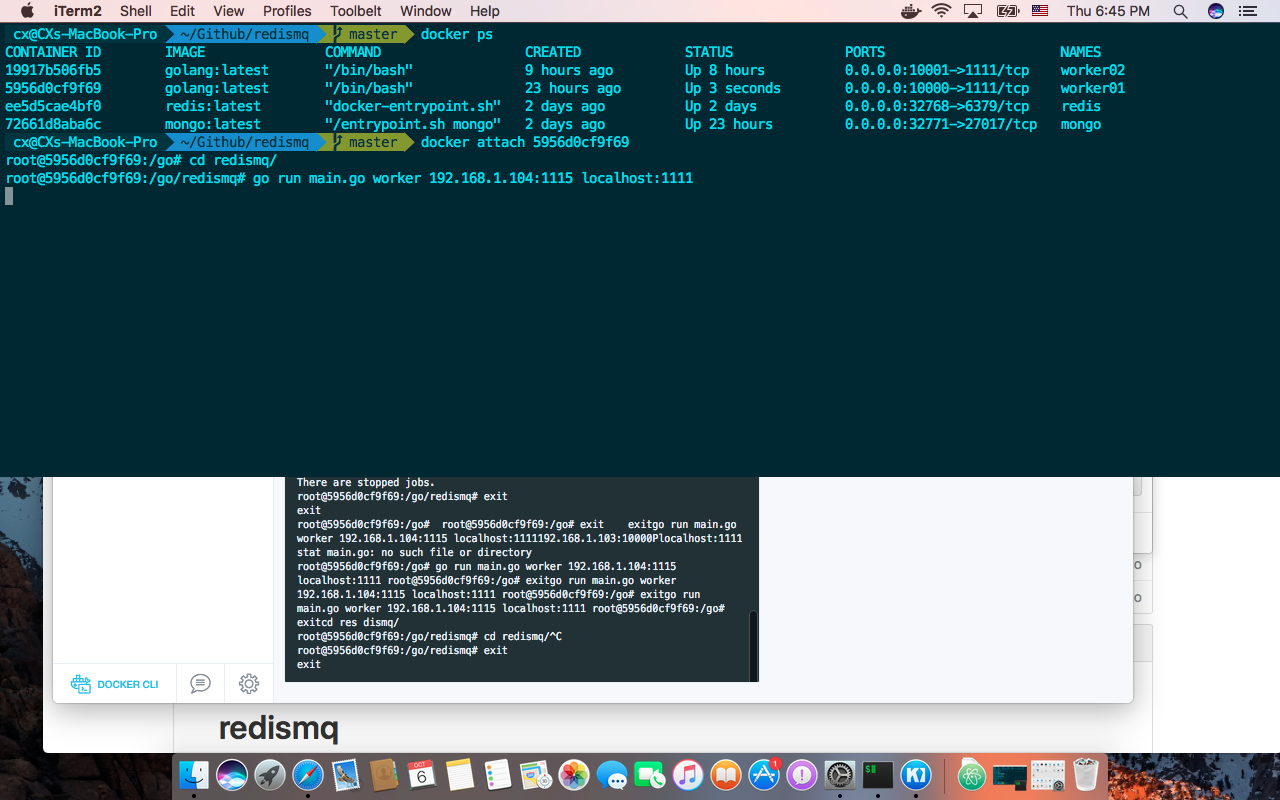 iTerm2 Shell Edit View Profiles Toolbelt Window Help Thu 6:45 PM
cx@CXs-MacBook-Pro ~/Github/redismq master docker ps
CONTAINER ID IMAGE COMMAND CREATED STATUS PORTS NAMES
19917b506fb5 golang:latest "/bin/bash" 9 hours ago Up 8 hours 0.0.0.0:10001->1111/tcp worker02
5956d0cf9f69 golang:latest "/bin/bash" 23 hours ago Up 3 seconds 0.0.0.0:10000->1111/tcp worker01
ee5d5cae4bf0 redis:latest "docker-entrypoint.sh" 2 days ago Up 2 days 0.0.0.0:32768->6379/tcp redis
72661d8aba6c mongo:latest "/entrypoint.sh mongo" 2 days ago Up 23 hours 0.0.0.0:32771->27017/tcp mongo
cx@CXs-MacBook-Pro ~/Github/redismq master docker attach 5956d0cf9f69
root@5956d0cf9f69:/go# cd redismq/
root@5956d0cf9f69:/go/redismq# go run main.go worker 192.168.1.104:1115 localhost:1111
There are stopped jobs.
root@5956d0cf9f69:/go/redismq# exit
exit
root@5956d0cf9f69:/go# root@5956d0cf9f69:/go# exit exitgo run main.go
worker 192.168.1.104:1115 localhost:1111192.168.1.103:10000Plocalhost:1111
stat main.go: no such file or directory
root@5956d0cf9f69:/go# go run main.go worker 192.168.1.104:1115
localhost:1111 root@5956d0cf9f69:/go# exitgo run main.go worker
192.168.1.104:1115 localhost:1111 root@5956d0cf9f69:/go# exitgo run
main.go worker 192.168.1.104:1115 localhost:1111 root@5956d0cf9f69:/go#
exitcd res dismq/
root@5956d0cf9f69:/go/redismq# cd redismq/^C
root@5956d0cf9f69:/go/redismq# exit
exit
o
o
DOCKER CLI
redismq
OCT
6
1
$